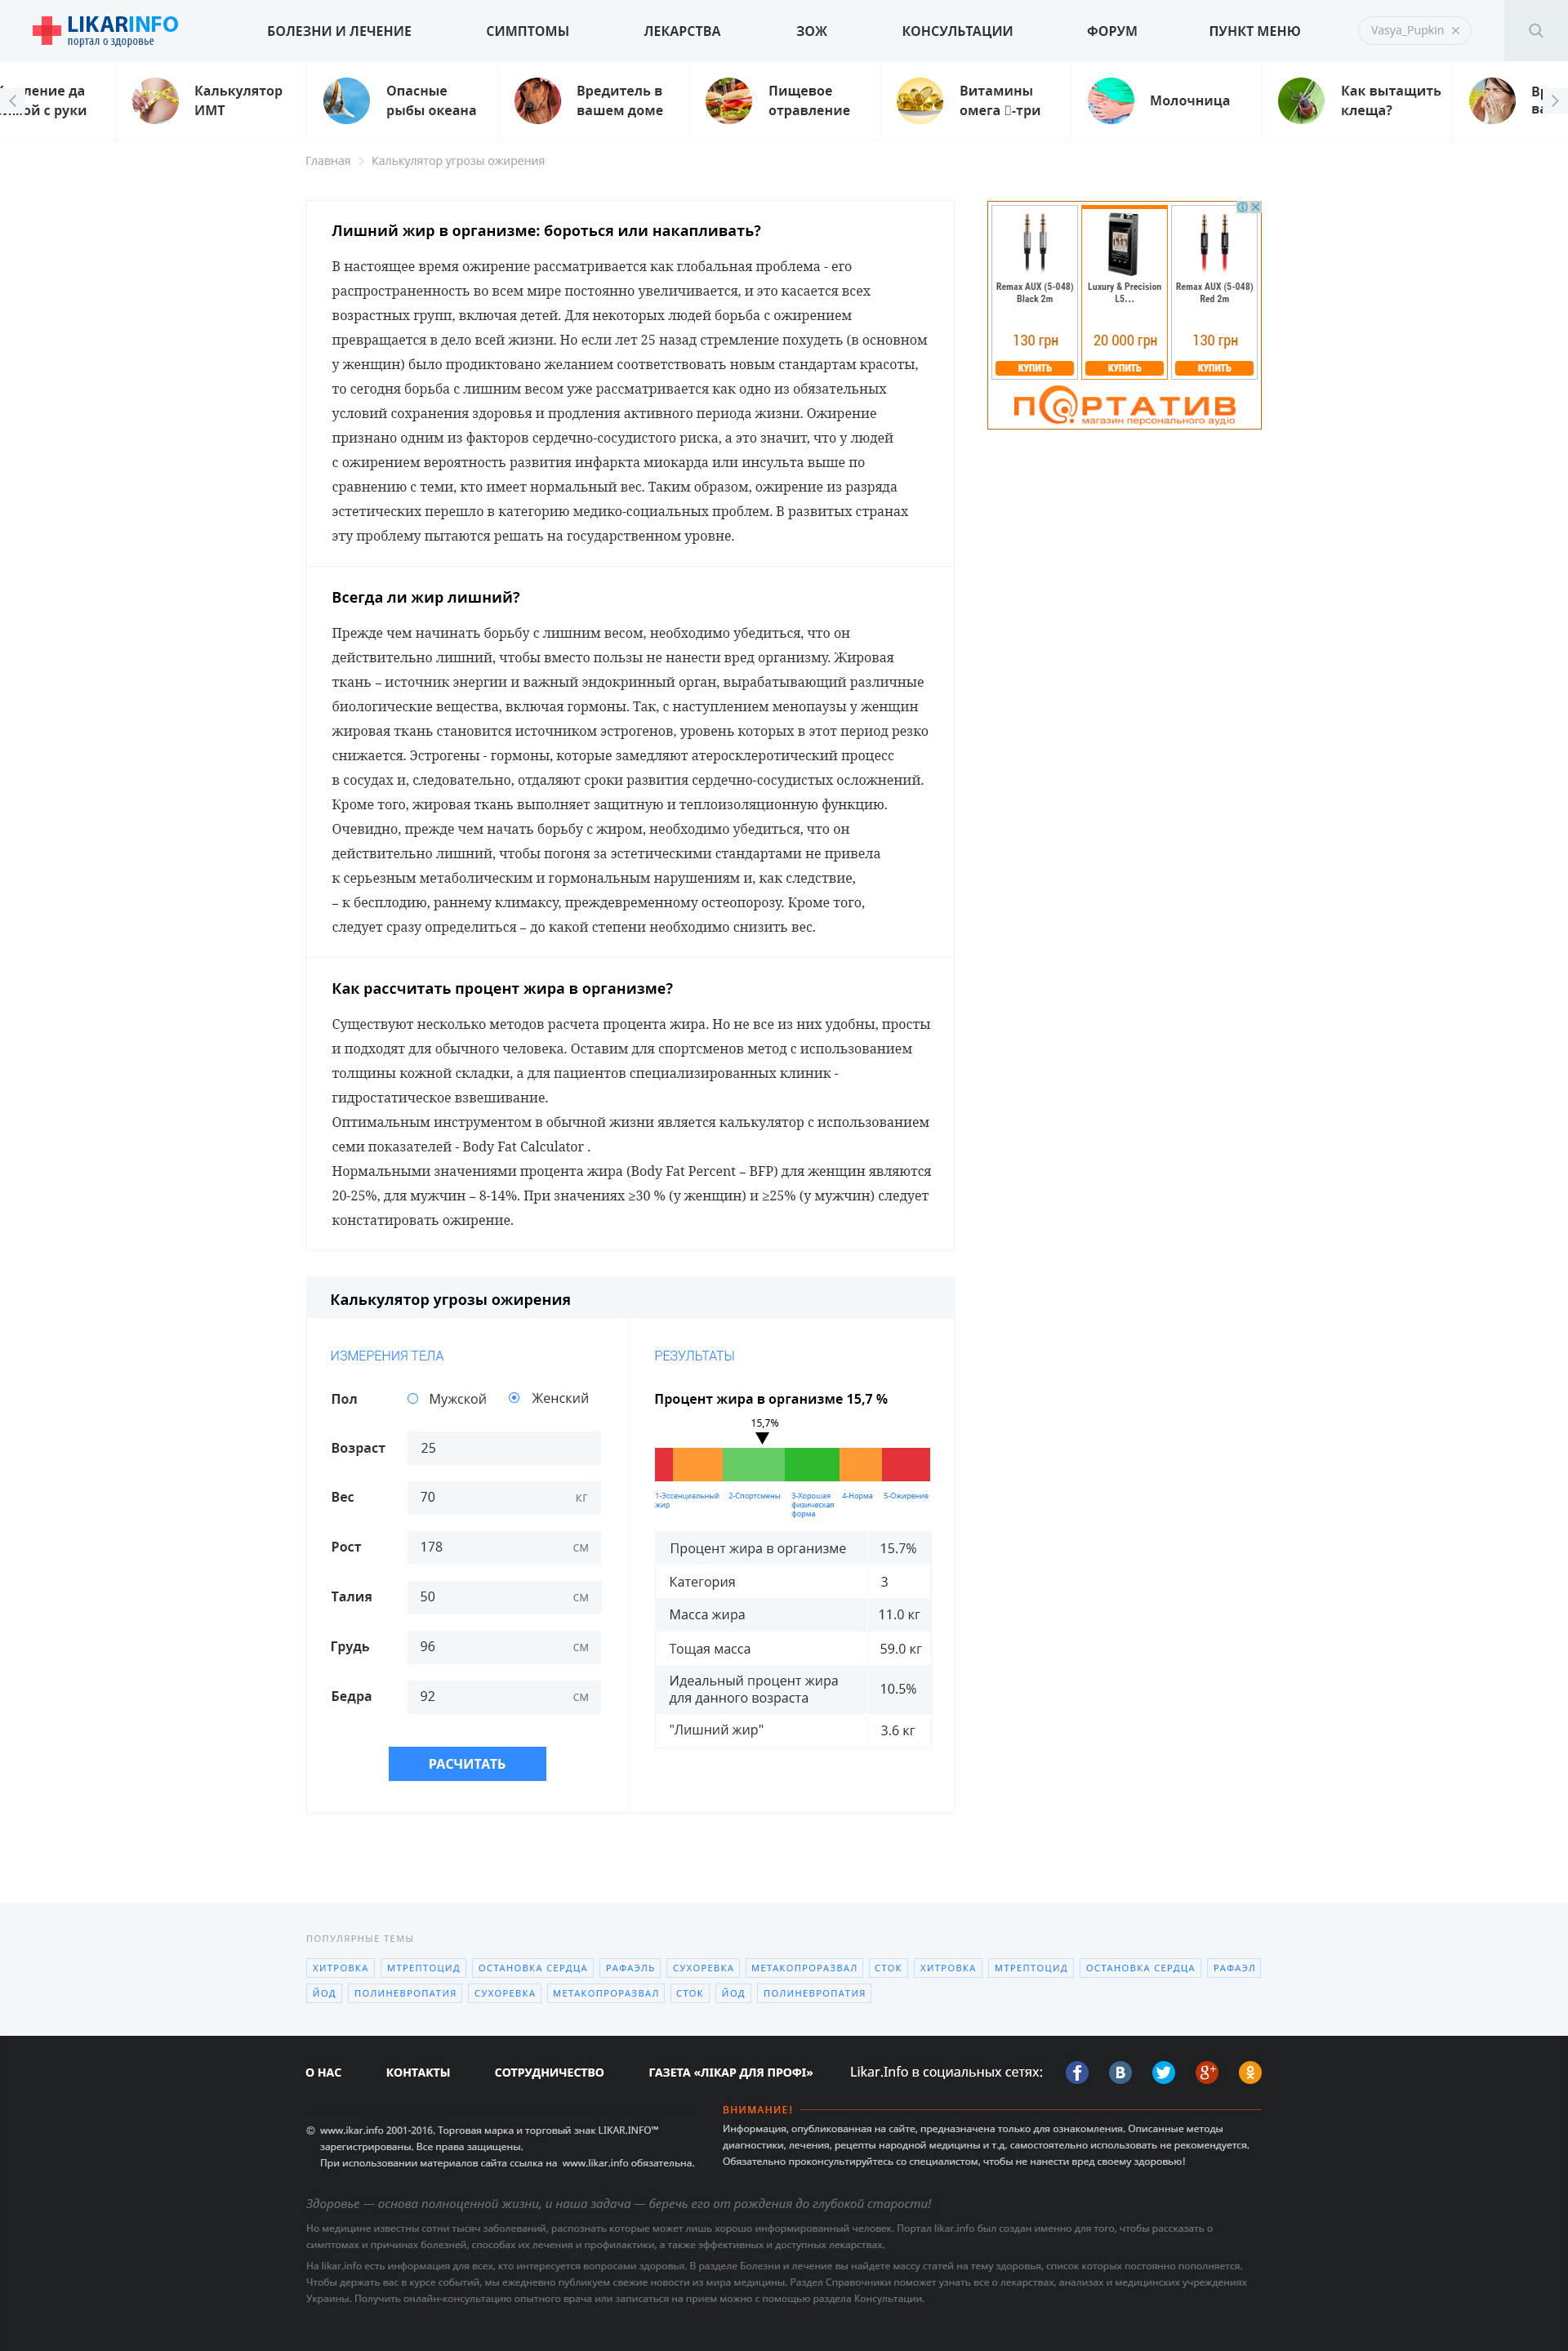 LIKARINFO
портал о здоровье
БОЛЕЗНИ И ЛЕЧЕНИЕ
СИМПТОМЫ
ЛЕКАРСТВА
ЗОЖ
КОНСУЛЬТАЦИИ
ФОРУМ
ПУНКТ МЕНЮ
Vasya_Pupkin
ление да
ой с руки
Калькулятор
ИМТ
Опасные
рыбы океана
Вредитель в
вашем доме
Пищевое
отравление
Витамины
омега ▯-три
Молочница
Как вытащить
клеща?
Главная
Калькулятор угрозы ожирения
Лишний жир в организме: бороться или накапливать?
В настоящее время ожирение рассматривается как глобальная проблема - его
распространенность во всем мире постоянно увеличивается, и это касается всех
возрастных групп, включая детей. Для некоторых людей борьба с ожирением
превращается в дело всей жизни. Но если лет 25 назад стремление похудеть (в основном
у женщин) было продиктовано желанием соответствовать новым стандартам красоты,
то сегодня борьба с лишним весом уже рассматривается как одно из обязательных
условий сохранения здоровья и продления активного периода жизни. Ожирение
признано одним из факторов сердечно-сосудистого риска, а это значит, что у людей
с ожирением вероятность развития инфаркта миокарда или инсульта выше по
сравнению с теми, кто имеет нормальный вес. Таким образом, ожирение из разряда
эстетических перешло в категорию медико-социальных проблем. В развитых странах
эту проблему пытаются решать на государственном уровне.
Remax AUX (5-048)
Black 2m
130 грн
КУПИТЬ
Luxury & Precision
L5...
20 000 грн
КУПИТЬ
Remax AUX (5-048)
Red 2m
130 грн
КУПИТЬ
ПОРТАТИВ
магазин персонального аудио
Всегда ли жир лишний?
Прежде чем начинать борьбу с лишним весом, необходимо убедиться, что он
действительно лишний, чтобы вместо пользы не нанести вред организму. Жировая
ткань – источник энергии и важный эндокринный орган, вырабатывающий различные
биологические вещества, включая гормоны. Так, с наступлением менопаузы у женщин
жировая ткань становится источником эстрогенов, уровень которых в этот период резко
снижается. Эстрогены - гормоны, которые замедляют атеросклеротический процесс
в сосудах и, следовательно, отдаляют сроки развития сердечно-сосудистых осложнений.
Кроме того, жировая ткань выполняет защитную и теплоизоляционную функцию.
Очевидно, прежде чем начать борьбу с жиром, необходимо убедиться, что он
действительно лишний, чтобы погоня за эстетическими стандартами не привела
к серьезным метаболическим и гормональным нарушениям и, как следствие,
– к бесплодию, раннему климаксу, преждевременному остеопорозу. Кроме того,
следует сразу определиться – до какой степени необходимо снизить вес.
Как рассчитать процент жира в организме?
Существуют несколько методов расчета процента жира. Но не все из них удобны, просты
и подходят для обычного человека. Оставим для спортсменов метод с использованием
толщины кожной складки, а для пациентов специализированных клиник -
гидростатическое взвешивание.
Оптимальным инструментом в обычной жизни является калькулятор с использованием
семи показателей - Body Fat Calculator .
Нормальными значениями процента жира (Body Fat Percent – BFP) для женщин являются
20-25%, для мужчин – 8-14%. При значениях ≥30 % (у женщин) и ≥25% (у мужчин) следует
констатировать ожирение.
Калькулятор угрозы ожирения
ИЗМЕРЕНИЯ ТЕЛА
Пол
Мужской
Женский
Возраст
25
Вес
70
кг
Рост
178
см
Талия
50
см
Грудь
96
см
Бедра
92
см
РАСЧИТАТЬ
РЕЗУЛЬТАТЫ
Процент жира в организме 15,7 %
15,7%
1-Эссенциальный
жир
2-Спортсмены
3-Хорошая
физическая
форма
4-Норма
5-Ожирение
Процент жира в организме
15.7%
Категория
3
Масса жира
11.0 кг
Тощая масса
59.0 кг
Идеальный процент жира
для данного возраста
10.5%
"Лишний жир"
3.6 кг
ПОПУЛЯРНЫЕ ТЕМЫ
ХИТРОВКА
МТРЕПТОЦИД
ОСТАНОВКА СЕРДЦА
РАФАЭЛЬ
СУХОРЕВКА
МЕТАКОПРОРАЗВАЛ
СТОК
ХИТРОВКА
МТРЕПТОЦИД
ОСТАНОВКА СЕРДЦА
РАФАЭЛ
ЙОД
ПОЛИНЕВРОПАТИЯ
СУХОРЕВКА
МЕТАКОПРОРАЗВАЛ
СТОК
ЙОД
ПОЛИНЕВРОПАТИЯ
О НАС
КОНТАКТЫ
СОТРУДНИЧЕСТВО
ГАЗЕТА «ЛІКАР ДЛЯ ПРОФІ»
Likar.Info в социальных сетях:
© www.ikar.info 2001-2016. Торговая марка и торговый знак LIKAR.INFO™
зарегистрированы. Все права защищены.
При использовании материалов сайта ссылка на www.likar.info обязательна.
ВНИМАНИЕ!
Информация, опубликованная на сайте, предназначена только для ознакомления. Описанные методы
диагностики, лечения, рецепты народной медицины и т.д. самостоятельно использовать не рекомендуется.
Обязательно проконсультируйтесь со специалистом, чтобы не нанести вред своему здоровью!
Здоровье — основа полноценной жизни, и наша задача — беречь его от рождения до глубокой старости!
Но медицине известны сотни тысяч заболеваний, распознать которые может лишь хорошо информированный человек. Портал likar.info был создан именно для того, чтобы рассказать о
симптомах и причинах болезней, способах их лечения и профилактики, а также эффективных и доступных лекарствах.
На likar.info есть информация для всех, кто интересуется вопросами здоровья. В разделе Болезни и лечение вы найдете массу статей на тему здоровья, список которых постоянно пополняется.
Чтобы держать вас в курсе событий, мы ежедневно публикуем свежие новости из мира медицины. Раздел Справочники поможет узнать все о лекарствах, анализах и медицинских учреждениях
Украины. Получить онлайн-консультацию опытного врача или записаться на прием можно с помощью раздела Консультации.